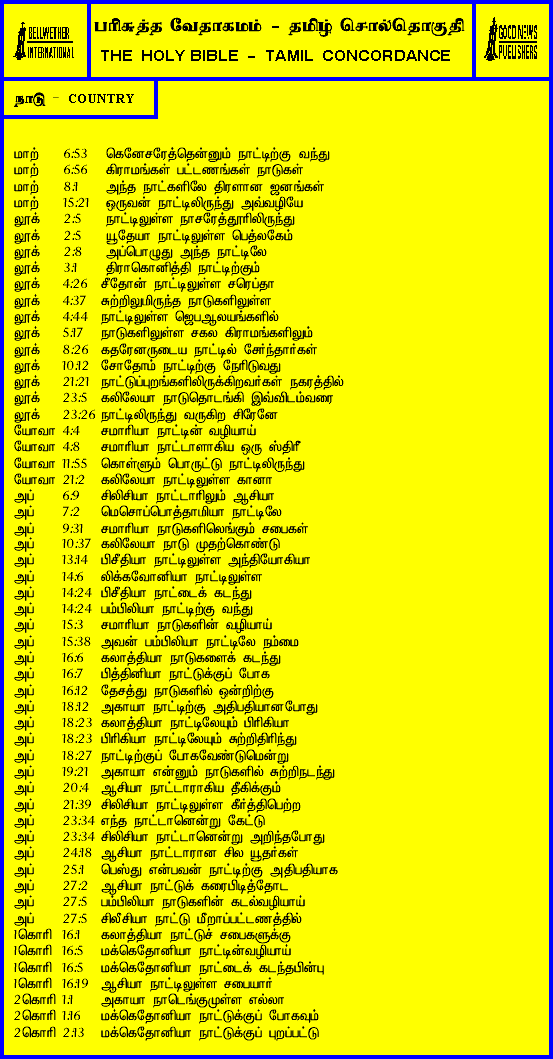 BELLWETHER
INTERNATIONAL
பரிசுத்த வேதாகமம் - தமிழ் சொல்தொகுதி
THE HOLY BIBLE - TAMIL CONCORDANCE
GOOD NEWS
PUBLISHERS
நாடு - COUNTRY
மாற் 6:53 கெனேசரேத்தென்னும் நாட்டிற்கு வந்து
மாற் 6:56 கிராமங்கள் பட்டணங்கள் நாடுகள்
மாற் 8:1 அந்த நாட்களிலே திரளான ஜனங்கள்
மாற் 15:21 ஒருவன் நாட்டிலிருந்து அவ்வழியே
லூக் 2:5 நாட்டிலுள்ள நாசரேத்தூரிலிருந்து
லூக் 2:5 யூதேயா நாட்டிலுள்ள பெத்லகேம்
லூக் 2:8 அப்பொழுது அந்த நாட்டிலே
லூக் 3:1 திராகொனித்தி நாட்டிற்கும்
லூக் 4:26 சீதோன் நாட்டிலுள்ள சரெப்தா
லூக் 4:37 சுற்றிலுமிருந்த நாடுகளிலுள்ள
லூக் 4:44 நாட்டிலுள்ள ஜெபஆலயங்களில்
லூக் 5:17 நாடுகளிலுள்ள சகல கிராமங்களிலும்
லூக் 8:26 கதரேனருடைய நாட்டில் சேர்ந்தார்கள்
லூக் 10:12 சோதோம் நாட்டிற்கு நேரிடுவது
லூக் 21:21 நாட்டுப்புறங்களிலிருக்கிறவர்கள் நகரத்தில்
லூக் 23:5 கலிலேயா நாடுதொடங்கி இவ்விடம்வரை
லூக் 23:26 நாட்டிலிருந்து வருகிற சிரேனே
யோவா 4:4 சமாரியா நாட்டின் வழியாய்
யோவா 4:8 சமாரியா நாட்டாளாகிய ஒரு ஸ்திரீ
யோவா 11:55 கொள்ளும் பொருட்டு நாட்டிலிருந்து
யோவா 21:2 கலிலேயா நாட்டிலுள்ள கானா
அப் 6:9 சிலிசியா நாட்டாரிலும் ஆசியா
அப் 7:2 மெசொப்பொத்தாமியா நாட்டிலே
அப் 9:31 சமாரியா நாடுகளிலெங்கும் சபைகள்
அப் 10:37 கலிலேயா நாடு முதற்கொண்டு
அப் 13:14 பிசீதியா நாட்டிலுள்ள அந்தியோகியா
அப் 14:6 லிக்கவோனியா நாட்டிலுள்ள
அப் 14:24 பிசீதியா நாட்டைக் கடந்து
அப் 14:24 பம்பிலியா நாட்டிற்கு வந்து
அப் 15:3 சமாரியா நாடுகளின் வழியாய்
அப் 15:38 அவன் பம்பிலியா நாட்டிலே நம்மை
அப் 16:6 கலாத்தியா நாடுகளைக் கடந்து
அப் 16:7 பித்தினியா நாட்டுக்குப் போக
அப் 16:12 தேசத்து நாடுகளில் ஒன்றிற்கு
அப் 18:12 அகாயா நாட்டிற்கு அதிபதியானபோது
அப் 18:23 கலாத்தியா நாட்டிலேயும் பிரிகியா
அப் 18:23 பிரிகியா நாட்டிலேயும் சுற்றிதிரிந்து
அப் 18:27 நாட்டிற்குப் போகவேண்டுமென்று
அப் 19:21 அகாயா என்னும் நாடுகளில் சுற்றிநடந்து
அப் 20:4 ஆசியா நாட்டாராகிய தீகிக்கும்
அப் 21:39 சிலிசியா நாட்டிலுள்ள கீர்த்திபெற்ற
அப் 23:34 எந்த நாட்டானென்று கேட்டு
அப் 23:34 சிலிசியா நாட்டானென்று அறிந்தபோது
அப் 24:18 ஆசியா நாட்டாரான சில யூதர்கள்
அப் 25:1 பெஸ்து என்பவன் நாட்டிற்கு அதிபதியாக
அப் 27:2 ஆசியா நாட்டுக் கரைபிடித்தோட
அப் 27:5 பம்பிலியா நாடுகளின் கடல்வழியாய்
அப் 27:5 சிலீசியா நாட்டு மீறாப்பட்டணத்தில்
1கொரி 16:1 கலாத்தியா நாட்டுச் சபைகளுக்கு
1கொரி 16:5 மக்கெதோனியா நாட்டின்வழியாய்
1கொரி 16:5 மக்கெதோனியா நாட்டைக் கடந்தபின்பு
1கொரி 16:19 ஆசியா நாட்டிலுள்ள சபையார்
2கொரி 1:1 அகாயா நாடெங்குமுள்ள எல்லா
2கொரி 1:16 மக்கெதோனியா நாட்டுக்குப் போகவும்
2கொரி 2:13 மக்கெதோனியா நாட்டுக்குப் புறப்பட்டு